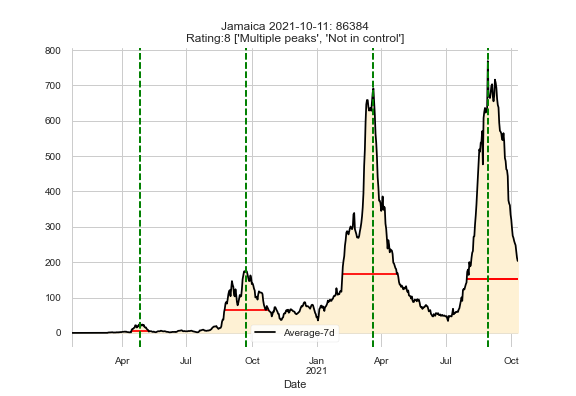 Jamaica 2021-10-11: 86384
Rating:8 ['Multiple peaks', 'Not in control']
800
700
600
500
400
300
200
100
0
Average-7d
Apr Jul Oct Jan Apr Jul Oct
2021
Date